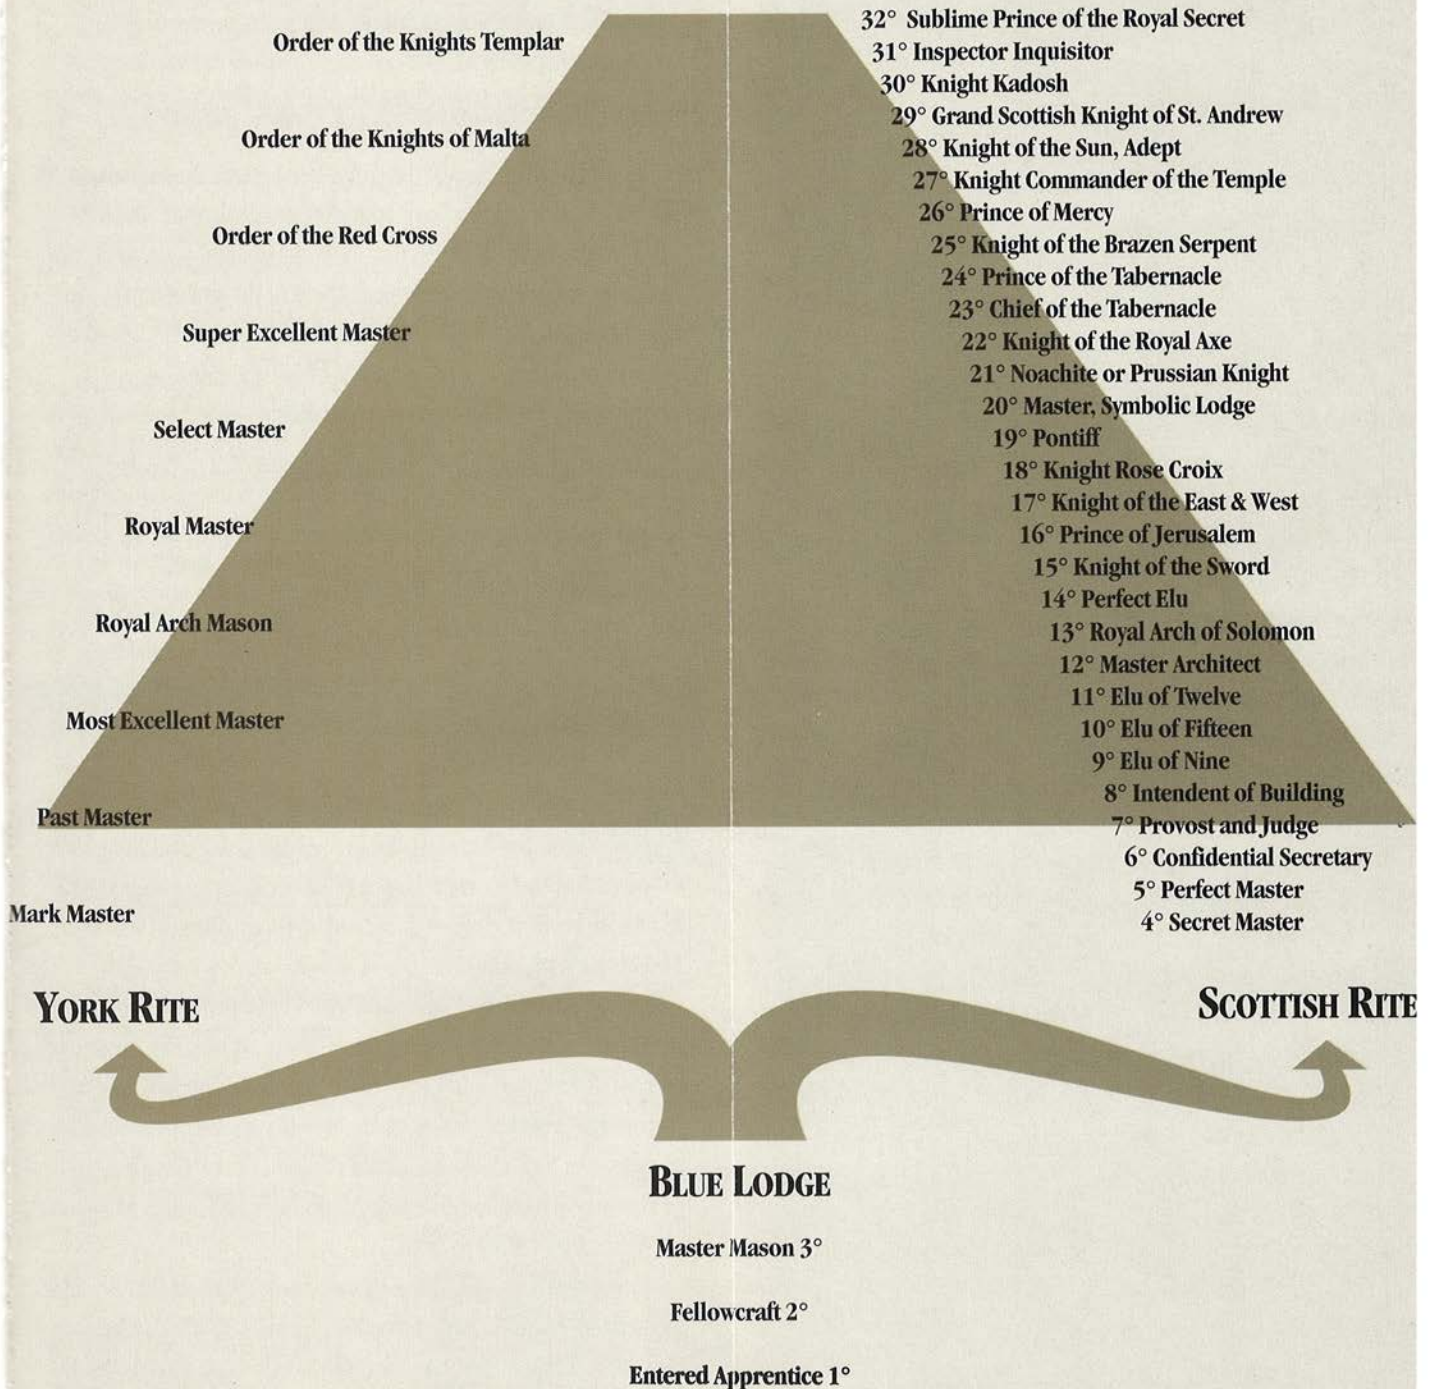 Order of the Knights Templar
Order of the Knights of Malta
Order of the Red Cross
Super Excellent Master
Select Master
Royal Master
Royal Arch Mason
Most Excellent Master
Past Master
Mark Master
YORK RITE
32° Sublime Prince of the Royal Secret
31° Inspector Inquisitor
30° Knight Kadosh
29° Grand Scottish Knight of St. Andrew
28° Knight of the Sun, Adept
27° Knight Commander of the Temple
26° Prince of Mercy
25° Knight of the Brazen Serpent
24° Prince of the Tabernacle
23° Chief of the Tabernacle
22° Knight of the Royal Axe
21° Noachite or Prussian Knight
20° Master, Symbolic Lodge
19° Pontiff
18° Knight Rose Croix
17° Knight of the East & West
16° Prince of Jerusalem
15° Knight of the Sword
14° Perfect Elu
13° Royal Arch of Solomon
12° Master Architect
11° Elu of Twelve
10° Elu of Fifteen
9° Elu of Nine
8° Intendent of Building
7° Provost and Judge
6° Confidential Secretary
5° Perfect Master
4° Secret Master
SCOTTISH RITE
BLUE LODGE
Master Mason 3°
Fellowcraft 2°
Entered Apprentice 1°